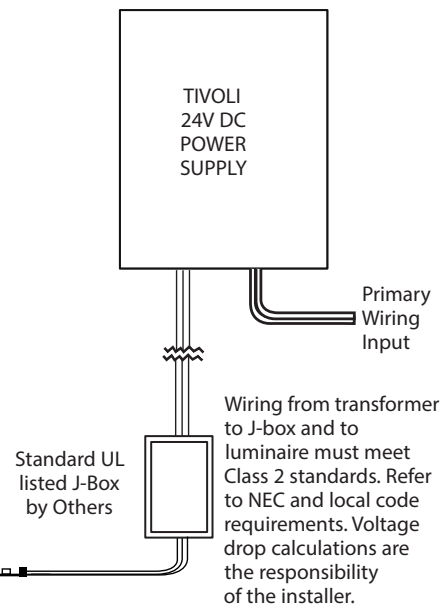 TIVOLI
24V DC
POWER
SUPPLY
Primary
Wiring
Input
Wiring from transformer
to J-box and to
luminaire must meet
Class 2 standards. Refer
to NEC and local code
requirements. Voltage
drop calculations are
the responsibility
of the installer.
Standard UL
listed J-Box
by Others